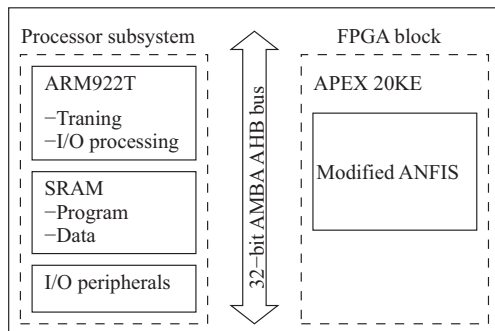 Processor subsystem
ARM922T
−Traning
−I/O processing
SRAM
−Program
−Data
I/O peripherals
32−bit AMBA AHB bus
FPGA block
APEX 20KE
Modified ANFIS